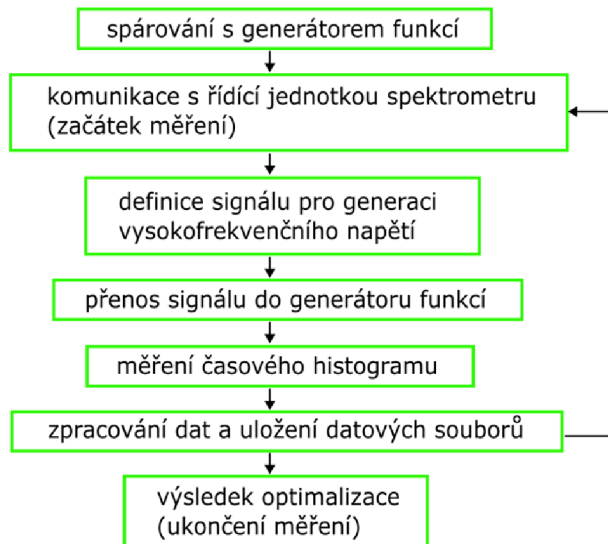 spárování s generátorem funkcí
komunikace s řídící jednotkou spektrometru
(začátek měření)
definice signálu pro generaci
vysokofrekvenčního napětí
přenos signálu do generátoru funkcí
měření časového histogramu
zpracování dat a uložení datových souborů
výsledek optimalizace
(ukončení měření)